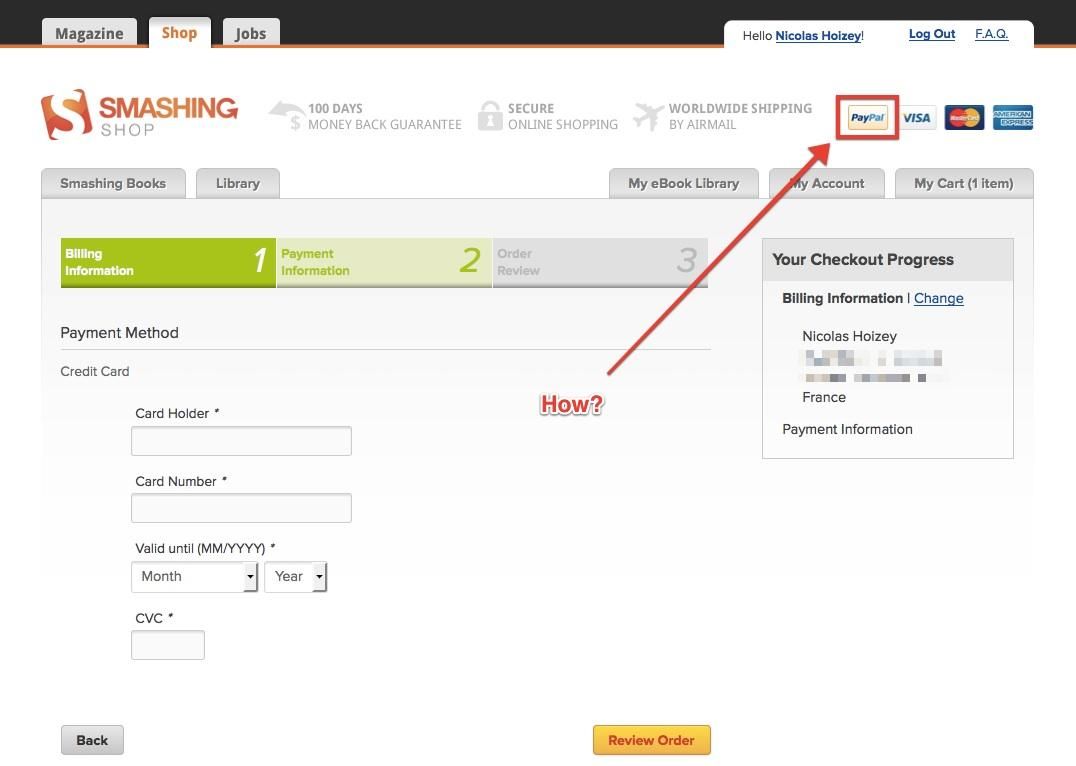 Magazine
Shop
Jobs
Hello Nicolas Hoizey!
Log Out
F.A.Q.
SMASHING
SHOP
100 DAYS
MONEY BACK GUARANTEE
SECURE
ONLINE SHOPPING
WORLDWIDE SHIPPING
BY AIRMAIL
PayPal
VISA
MasterCard
AMERICAN
EXPRESS
Smashing Books
Library
My eBook Library
My Account
My Cart (1 item)
Billing
Information
1
Payment
Information
2
Order
Review
3
Your Checkout Progress
Billing Information | Change
Nicolas Hoizey
France
Payment Information
Payment Method
Credit Card
How?
Card Holder *
Card Number *
Valid until (MM/YYYY) *
Month
Year
CVC *
Back
Review Order